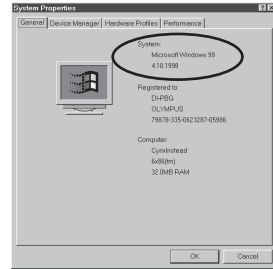 System Properties
? x
General
Device Manager
Hardware Profiles
Performance
System:
Microsoft Windows 98
4.10.1998
Registered to:
DI-PBG
OLYMPUS
79878-335-0623287-05986
Computer:
CyrixInstead
6x86(tm)
32.0MB RAM
OK
Cancel